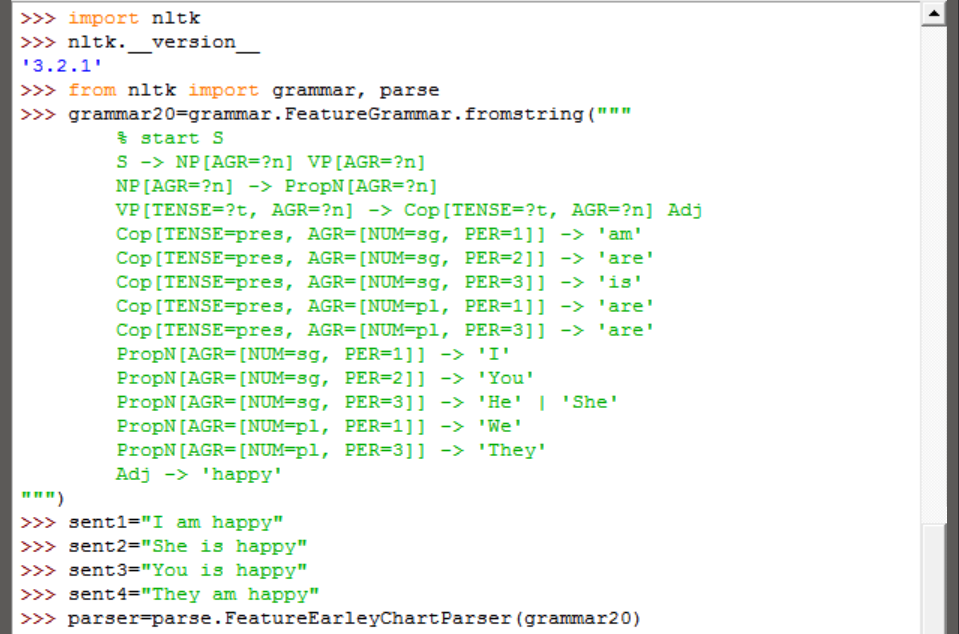 >>> import nltk
>>> nltk.__version__
'3.2.1'
>>> from nltk import grammar, parse
>>> grammar20=grammar.FeatureGrammar.fromstring("""
        % start S
        S -> NP[AGR=?n] VP[AGR=?n]
        NP[AGR=?n] -> PropN[AGR=?n]
        VP[TENSE=?t, AGR=?n] -> Cop[TENSE=?t, AGR=?n] Adj
        Cop[TENSE=pres, AGR=[NUM=sg, PER=1]] -> 'am'
        Cop[TENSE=pres, AGR=[NUM=sg, PER=2]] -> 'are'
        Cop[TENSE=pres, AGR=[NUM=sg, PER=3]] -> 'is'
        Cop[TENSE=pres, AGR=[NUM=pl, PER=1]] -> 'are'
        Cop[TENSE=pres, AGR=[NUM=pl, PER=3]] -> 'are'
        PropN[AGR=[NUM=sg, PER=1]] -> 'I'
        PropN[AGR=[NUM=sg, PER=2]] -> 'You'
        PropN[AGR=[NUM=sg, PER=3]] -> 'He' | 'She'
        PropN[AGR=[NUM=pl, PER=1]] -> 'We'
        PropN[AGR=[NUM=pl, PER=3]] -> 'They'
        Adj -> 'happy'
""")
>>> sent1="I am happy"
>>> sent2="She is happy"
>>> sent3="You is happy"
>>> sent4="They am happy"
>>> parser=parse.FeatureEarleyChartParser(grammar20)